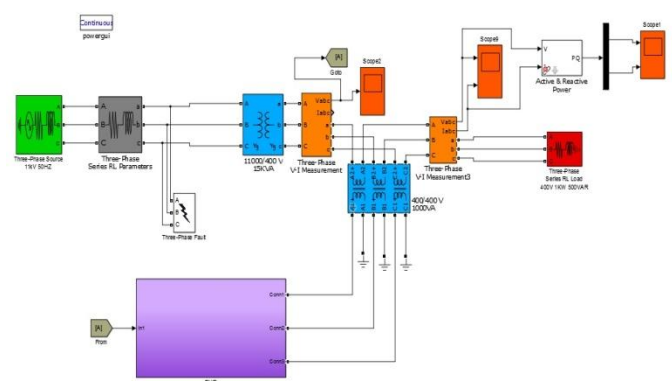 Continuous
powergui
[A]
Goto
Scope2
Scope3
V
I
PQ
Active & Reactive
Power
Scope1
Three-Phase Source
11kV 50HZ
A
B
C
a
b
c
Three-Phase
Series RL Parameters
A
B
C
a
b
c
11000/400 V
15KVA
A
B
C
Vabc
Iabc
a
b
c
Three-Phase
V-I Measurement
A
B
C
Vabc
Iabc
a
b
c
Three-Phase
V-I Measurement3
A
B
C
Three-Phase
Series RL Load
400V 1KW 500VAR
A
B
C
Three-Phase Fault
400/400 V
1000VA
[A]
From
In1
Conn1
Conn2
Conn3